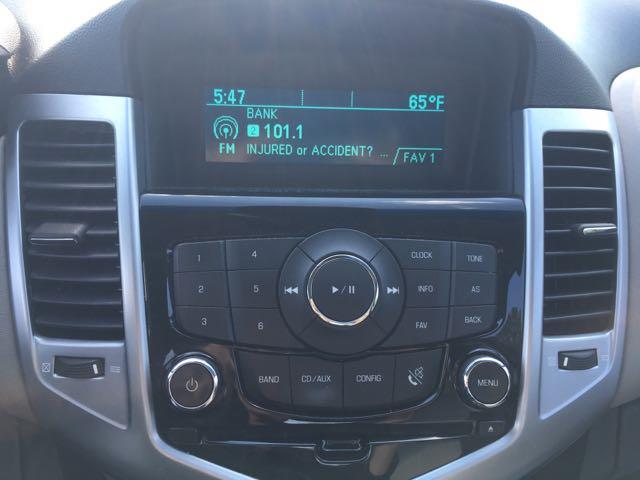 5:47 65°F
BANK
2 101.1
FM INJURED or ACCIDENT? ... FAV 1
1 4 CLOCK TONE
2 5 INFO AS
3 6 FAV BACK
BAND CD/AUX CONFIG MENU